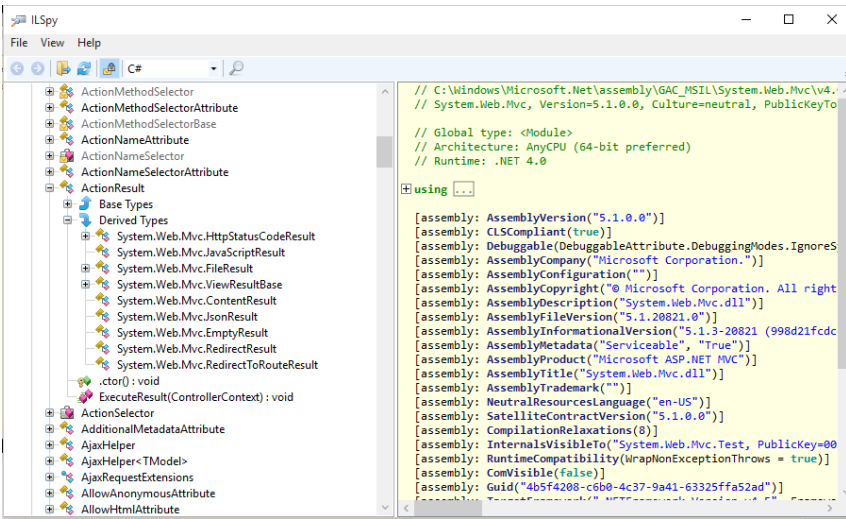 ILSpy
File View Help
C#
ActionMethodSelector
ActionMethodSelectorAttribute
ActionMethodSelectorBase
ActionNameAttribute
ActionNameSelector
ActionNameSelectorAttribute
ActionResult
Base Types
Derived Types
System.Web.Mvc.HttpStatusCodeResult
System.Web.Mvc.JavaScriptResult
System.Web.Mvc.FileResult
System.Web.Mvc.ViewResultBase
System.Web.Mvc.ContentResult
System.Web.Mvc.JsonResult
System.Web.Mvc.EmptyResult
System.Web.Mvc.RedirectResult
System.Web.Mvc.RedirectToRouteResult
.ctor() : void
ExecuteResult(ControllerContext) : void
ActionSelector
AdditionalMetadataAttribute
AjaxHelper
AjaxHelper<TModel>
AjaxRequestExtensions
AllowAnonymousAttribute
AllowHtmlAttribute
// C:\Windows\Microsoft.Net\assembly\GAC_MSIL\System.Web.Mvc\v4.
// System.Web.Mvc, Version=5.1.0.0, Culture=neutral, PublicKeyTo
// Global type: <Module>
// Architecture: AnyCPU (64-bit preferred)
// Runtime: .NET 4.0
using ...
[assembly: AssemblyVersion("5.1.0.0")]
[assembly: CLSCompliant(true)]
[assembly: Debuggable(DebuggableAttribute.DebuggingModes.IgnoreS
[assembly: AssemblyCompany("Microsoft Corporation.")]
[assembly: AssemblyConfiguration("")]
[assembly: AssemblyCopyright("© Microsoft Corporation. All right
[assembly: AssemblyDescription("System.Web.Mvc.dll")]
[assembly: AssemblyFileVersion("5.1.20821.0")]
[assembly: AssemblyInformationalVersion("5.1.3-20821 (998d21fcdc
[assembly: AssemblyMetadata("Serviceable", "True")]
[assembly: AssemblyProduct("Microsoft ASP.NET MVC")]
[assembly: AssemblyTitle("System.Web.Mvc.dll")]
[assembly: AssemblyTrademark("")]
[assembly: NeutralResourcesLanguage("en-US")]
[assembly: SatelliteContractVersion("5.1.0.0")]
[assembly: CompilationRelaxations(8)]
[assembly: InternalsVisibleTo("System.Web.Mvc.Test, PublicKey=00
[assembly: RuntimeCompatibility(WrapNonExceptionThrows = true)]
[assembly: ComVisible(false)]
[assembly: Guid("4b5f4208-c6b0-4c37-9a41-63325ffa52ad")]